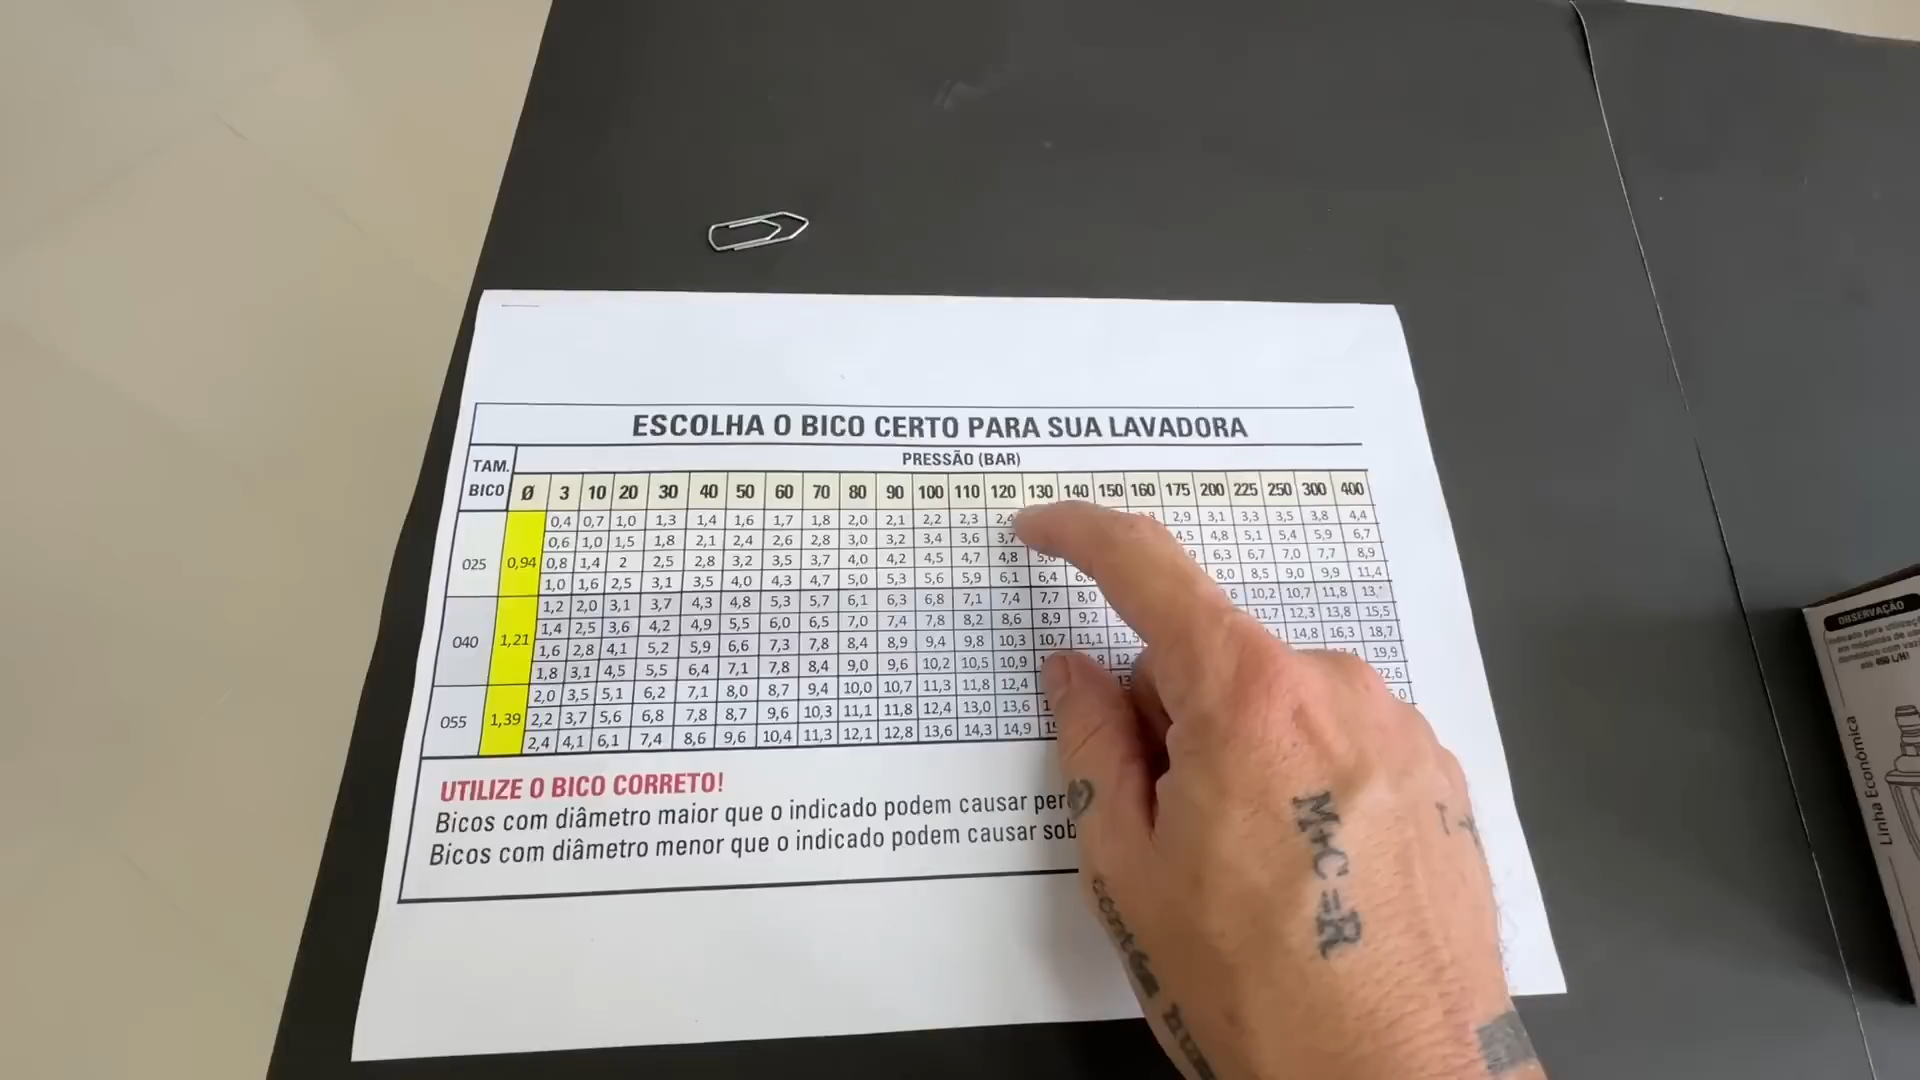 ESCOLHA O BICO CERTO PARA SUA LAVADORA
TAM. BICO
PRESSÃO (BAR)
Ø 3 10 20 30 40 50 60 70 80 90 100 110 120 130 140 150 160 175 200 225 250 300 400
025 0,94
0,4 0,7 1,0 1,3 1,4 1,6 1,7 1,8 2,0 2,1 2,2 2,3 2,4 2,9 3,1 3,3 3,5 3,8 4,4
0,6 1,0 1,5 1,8 2,1 2,4 2,6 2,8 3,0 3,2 3,4 3,6 3,7 4,5 4,8 5,1 5,4 5,9 6,7
0,8 1,4 2 2,5 2,8 3,2 3,5 3,7 4,0 4,2 4,5 4,7 4,8 6,3 6,7 7,0 7,7 8,9
1,0 1,6 2,5 3,1 3,5 4,0 4,3 4,7 5,0 5,3 5,6 5,9 6,1 6,4 8,0 8,5 9,0 9,9 11,4
040 1,21
1,2 2,0 3,1 3,7 4,3 4,8 5,3 5,7 6,1 6,3 6,8 7,1 7,4 7,7 8,0 10,2 10,7 11,8
1,4 2,5 3,6 4,2 4,9 5,5 6,0 6,5 7,0 7,4 7,8 8,2 8,6 8,9 9,2 11,7 12,3 13,8 15,5
1,6 2,8 4,1 5,2 5,9 6,6 7,3 7,8 8,4 8,9 9,4 9,8 10,3 10,7 11,1 14,8 16,3 18,7
1,8 3,1 4,5 5,5 6,4 7,1 7,8 8,4 9,0 9,6 10,2 10,5 10,9 19,9
055 1,39
2,0 3,5 5,1 6,2 7,1 8,0 8,7 9,4 10,0 10,7 11,3 11,8 12,4 22,6
2,2 3,7 5,6 6,8 7,8 8,7 9,6 10,3 11,1 11,8 12,4 13,0 13,6
2,4 4,1 6,1 7,4 8,6 9,6 10,4 11,3 12,1 12,8 13,6 14,3 14,9
UTILIZE O BICO CORRETO!
Bicos com diâmetro maior que o indicado podem causar
Bicos com diâmetro menor que o indicado podem causar
M+C=R
OBSERVAÇÃO
Indicado para utilização
até 450 L/H!
Linha Econômica